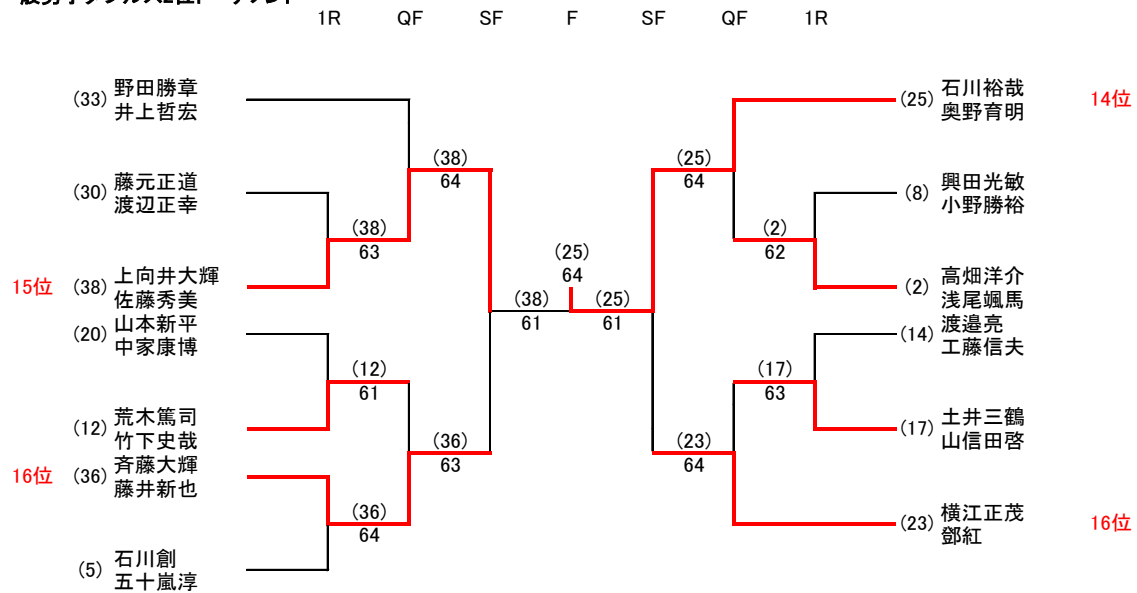 1R QF SF F SF QF 1R
(33) 野田勝章
井上哲宏
(30) 藤元正道
渡辺正幸
15位 (38) 上向井大輝
佐藤秀美
(20) 山本新平
中家康博
(12) 荒木篤司
竹下史哉
16位 (36) 斉藤大輝
藤井新也
(5) 石川創
五十嵐淳
(38)
63
(12)
61
(36)
64
(38)
64
(36)
63
(38)
61
(25)
64
(25)
61
(25)
64
(23)
64
(2)
62
(17)
63
(25) 石川裕哉 14位
奥野育明
(8) 興田光敏
小野勝裕
(2) 高畑洋介
浅尾颯馬
(14) 渡邉亮
工藤信夫
(17) 土井三鶴
山信田啓
(23) 横江正茂 16位
鄧紅